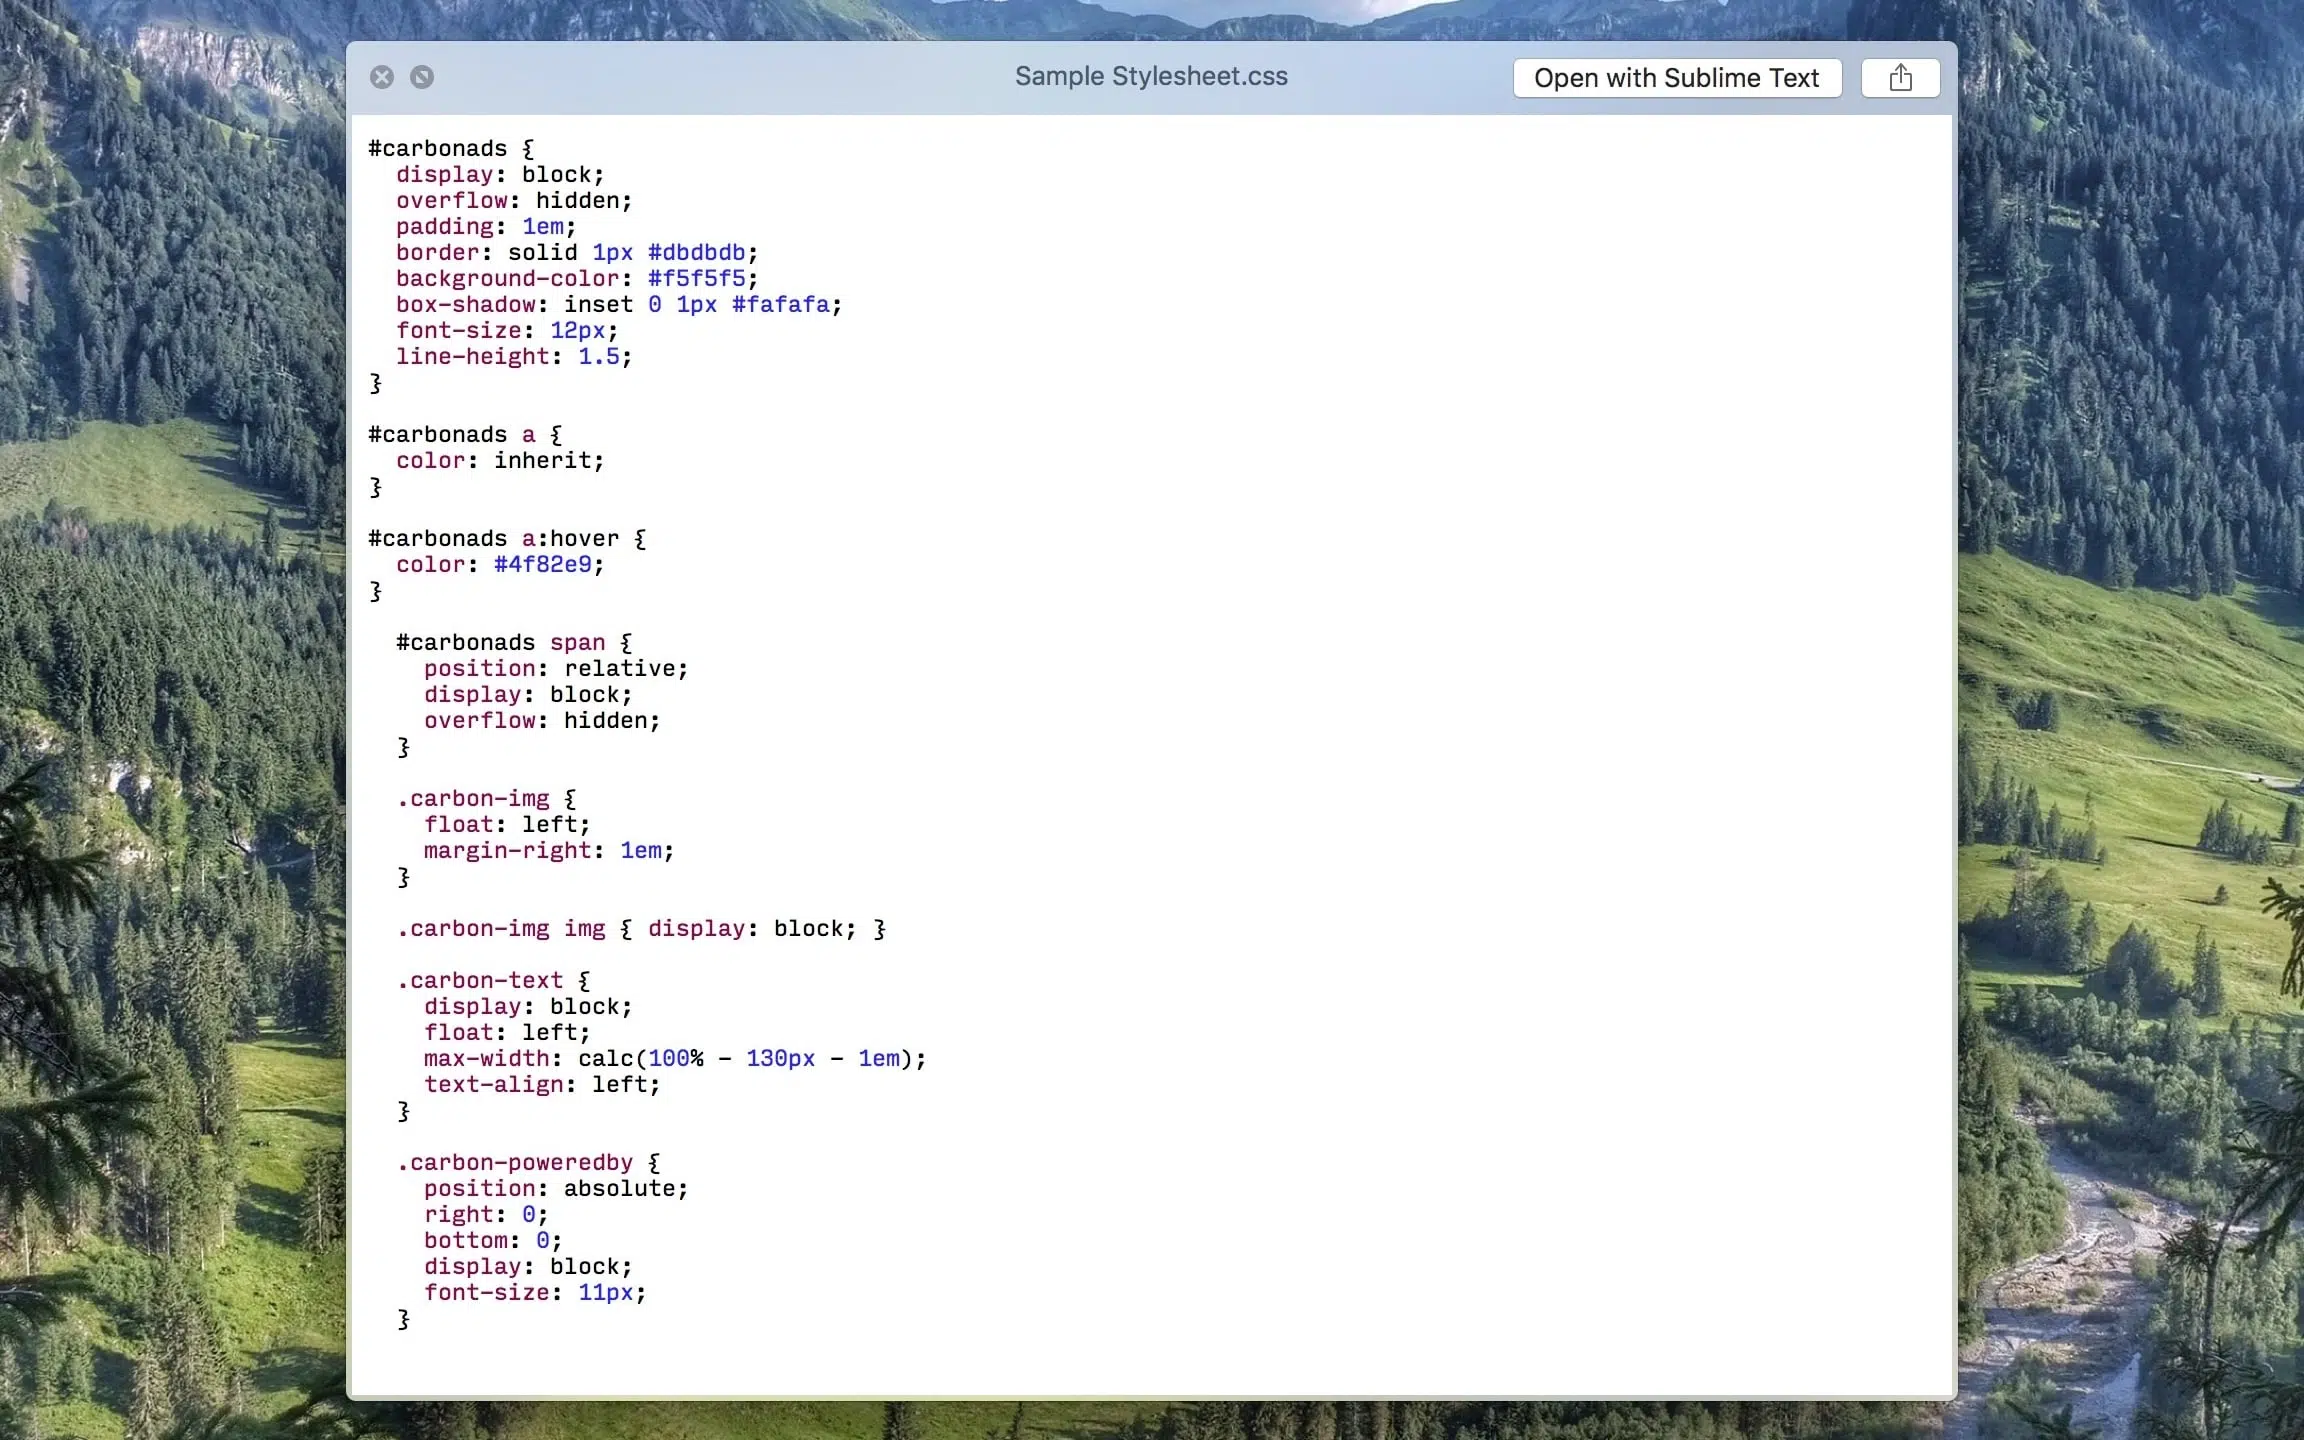 Sample Stylesheet.css
Open with Sublime Text
#carbonads {
  display: block;
  overflow: hidden;
  padding: 1em;
  border: solid 1px #dbdbdb;
  background-color: #f5f5f5;
  box-shadow: inset 0 1px #fafafa;
  font-size: 12px;
  line-height: 1.5;
}

#carbonads a {
  color: inherit;
}

#carbonads a:hover {
  color: #4f82e9;
}

  #carbonads span {
    position: relative;
    display: block;
    overflow: hidden;
  }

  .carbon-img {
    float: left;
    margin-right: 1em;
  }

  .carbon-img img { display: block; }

  .carbon-text {
    display: block;
    float: left;
    max-width: calc(100% - 130px - 1em);
    text-align: left;
  }

  .carbon-poweredby {
    position: absolute;
    right: 0;
    bottom: 0;
    display: block;
    font-size: 11px;
  }